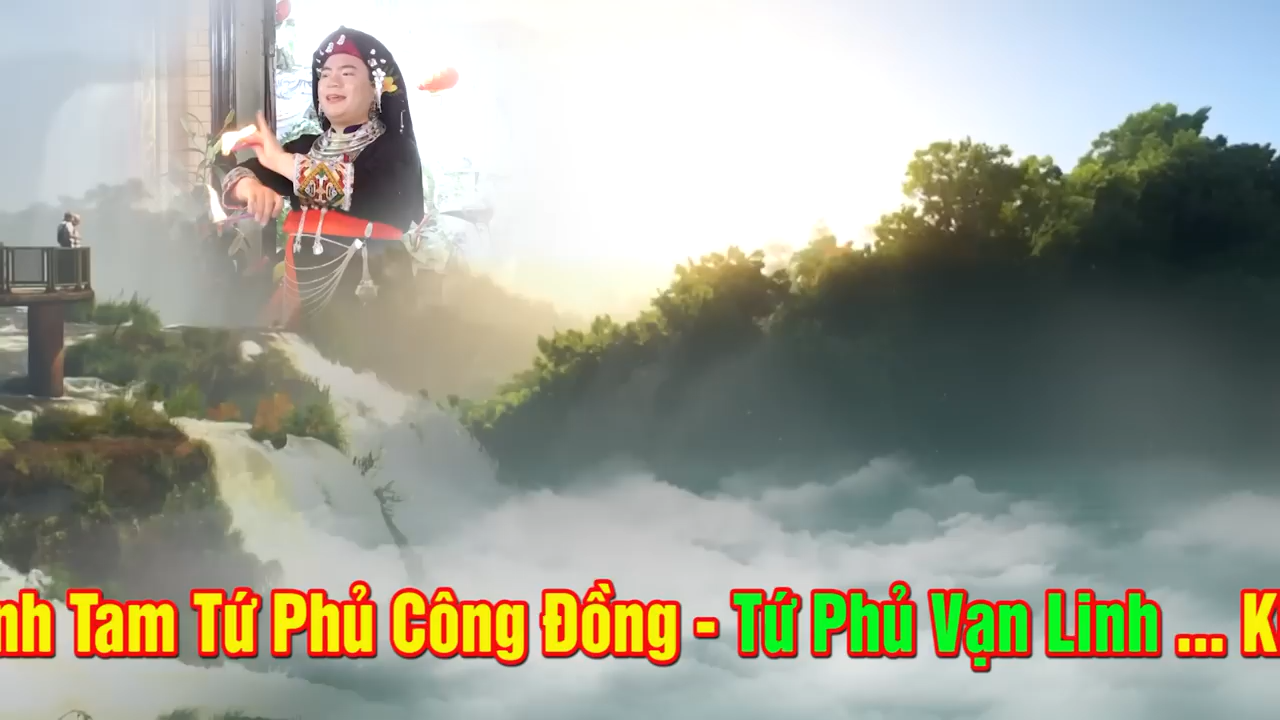 nh Tam Tứ Phủ Công Đồng - Tứ Phủ Vạn Linh ... K